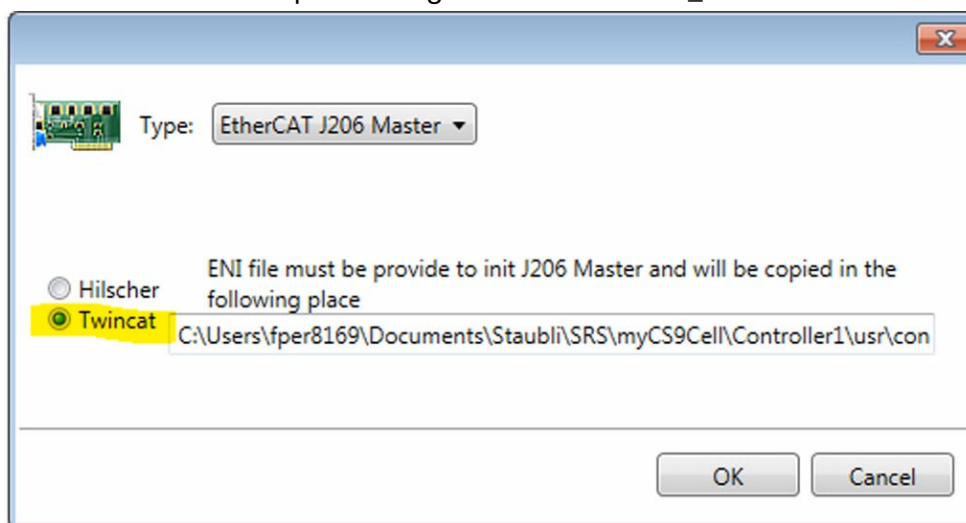 Type: EtherCAT J206 Master
ENI file must be provide to init J206 Master and will be copied in the
Hilscher
following place
Twincat
C:\Users\fper8169\Documents\Staubli\SRS\myCS9Cell\Controller1\usr\con
OK Cancel